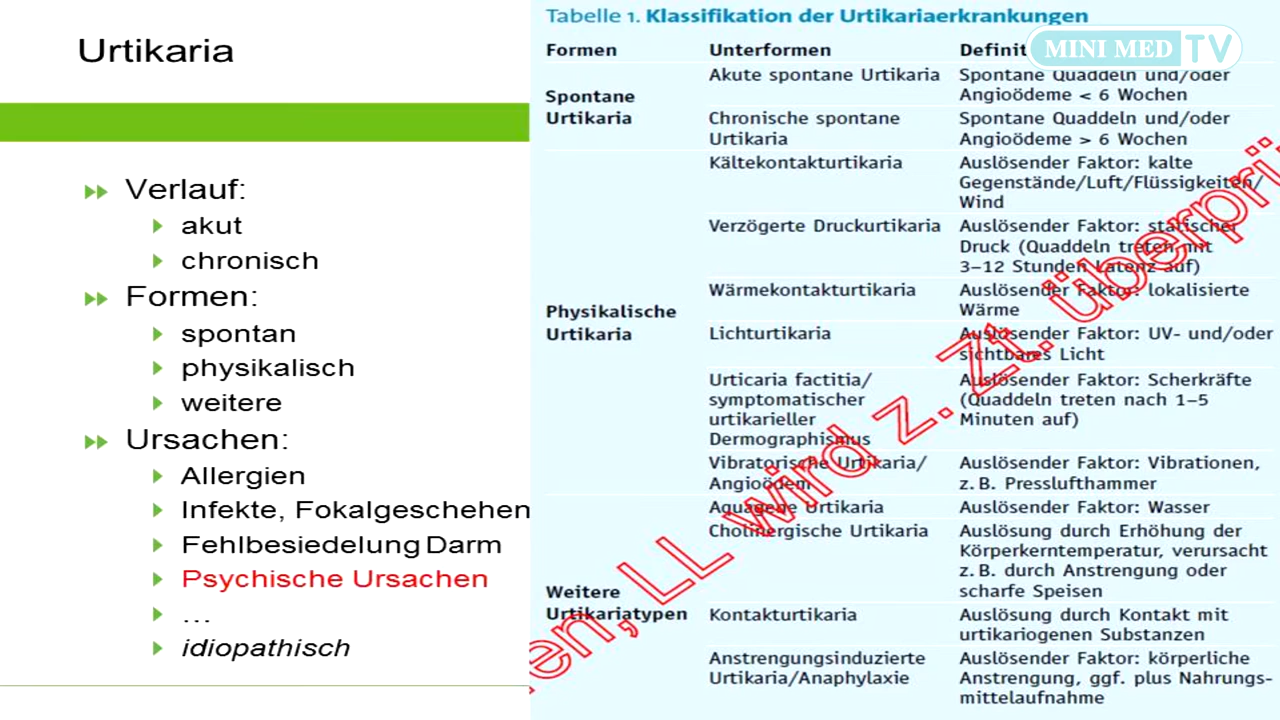 Urtikaria
Verlauf:
akut
chronisch
Formen:
spontan
physikalisch
weitere
Ursachen:
Allergien
Infekte, Fokalgeschehen
Fehlbesiedelung Darm
Psychische Ursachen
...
idiopathisch
Tabelle 1. Klassifikation der Urtikariaerkrankungen
MINI MED TV
Formen Unterformen
Spontane
Urtikaria
Akute spontane Urtikaria
Spontane Quaddeln und/oder
Angioödeme < 6 Wochen
Chronische spontane
Urtikaria
Spontane Quaddeln und/oder
Angioödeme > 6 Wochen
Physikalische
Urtikaria
Kältekontakturtikaria
Auslösender Faktor: kalte
Gegenstände/Luft/Flüssigkeiten/
Wind
Verzögerte Druckurtikaria
Auslösender Faktor: statischer
Druck (Quaddeln treten mit
3–12 Stunden Latenz auf)
Wärmekontakturtikaria
Auslösender Faktor: lokalisierte
Wärme
Lichturtikaria
Auslösender Faktor: UV- und/oder
sichtbares Licht
Urticaria factitia/
symptomatischer
urtikarieller
Dermographismus
Auslösender Faktor: Scherkräfte
(Quaddeln treten nach 1–5
Minuten auf)
Vibratorische Urtikaria/
Angioödem
Auslösender Faktor: Vibrationen,
z. B. Presslufthammer
Weitere
Urtikariatypen
Aquagene Urtikaria
Auslösender Faktor: Wasser
Cholinergische Urtikaria
Auslösung durch Erhöhung der
Körperkerntemperatur, verursacht
z. B. durch Anstrengung oder
scharfe Speisen
Kontakturtikaria
Auslösung durch Kontakt mit
urtikariogenen Substanzen
Anstrengungsinduzierte
Urtikaria/Anaphylaxie
Auslösender Faktor: körperliche
Anstrengung, ggf. plus Nahrungs-
mittelaufnahme
LL wird z. Zt.